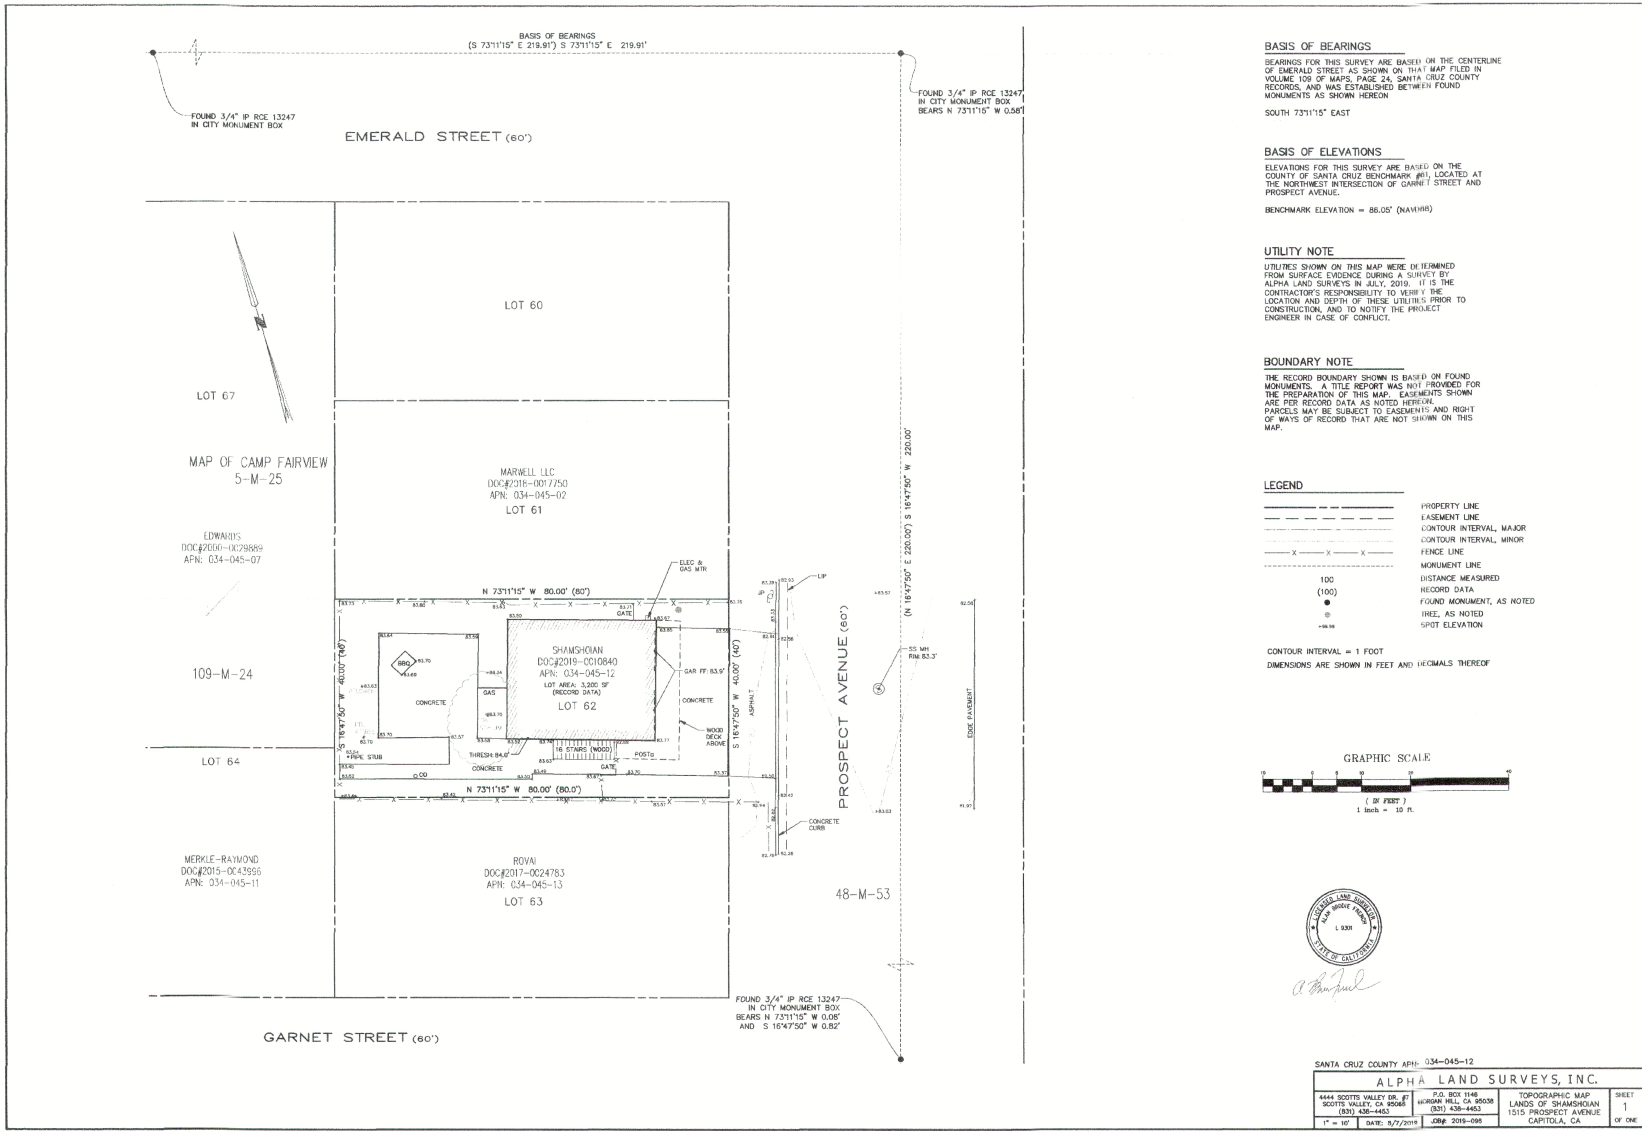 BASIS OF BEARINGS
(S 73°11'15" E 219.91') S 73°11'15" E 219.91'
FOUND 3/4" IP RCE 13247
IN CITY MONUMENT BOX
FOUND 3/4" IP RCE 13247
IN CITY MONUMENT BOX
BEARS N 73°11'15" W 0.58'
EMERALD STREET (60')
LOT 60
N
LOT 67
MAP OF CAMP FAIRVIEW
5-M-25
EDWARDS
DOC#2000-0029889
APN: 034-045-07
109-M-24
LOT 64
MERKLE-RAYMOND
DOC#2015-0043996
APN: 034-045-11
MARWELL LLC
DOC#2018-0017750
APN: 034-045-02
LOT 61
ELEC &
GAS MTR
N 73°11'15" W 80.00' (80')
GATE
LIP
JP
S 16°47'50" W 40.00' (40')
BBQ
CONCRETE
GAS
SHAMSHOIAN
DOC#2019-0010840
APN: 034-045-12
LOT AREA: 3,200 SF
(RECORD DATA)
LOT 62
GAR FF: 83.9'
CONCRETE
WOOD
DECK
ABOVE
S 16°47'50" W 40.00' (40')
ASPHALT
PIPE STUB
THRESH: 84.0'
16 STAIRS (WOOD)
POST
CONCRETE
GATE
CO
N 73°11'15" W 80.00' (80.0')
CONCRETE
CURB
PROSPECT AVENUE (60')
(N 16°47'50" E 220.00') S 16°47'50" W 220.00'
SS MH
RIM: 83.3'
EDGE PAVEMENT
ROVAI
DOC#2017-0024783
APN: 034-045-13
LOT 63
48-M-53
FOUND 3/4" IP RCE 13247
IN CITY MONUMENT BOX
BEARS N 73°11'15" W 0.08'
AND S 16°47'50" W 0.82'
GARNET STREET (60')
BASIS OF BEARINGS
BEARINGS FOR THIS SURVEY ARE BASED ON THE CENTERLINE
OF EMERALD STREET AS SHOWN ON THAT MAP FILED IN
VOLUME 109 OF MAPS, PAGE 24, SANTA CRUZ COUNTY
RECORDS, AND WAS ESTABLISHED BETWEEN FOUND
MONUMENTS AS SHOWN HEREON
SOUTH 73°11'15" EAST
BASIS OF ELEVATIONS
ELEVATIONS FOR THIS SURVEY ARE BASED ON THE
COUNTY OF SANTA CRUZ BENCHMARK #81, LOCATED AT
THE NORTHWEST INTERSECTION OF GARNET STREET AND
PROSPECT AVENUE.
BENCHMARK ELEVATION = 86.05' (NAVD88)
UTILITY NOTE
UTILITIES SHOWN ON THIS MAP WERE DETERMINED
FROM SURFACE EVIDENCE DURING A SURVEY BY
ALPHA LAND SURVEYS IN JULY, 2019. IT IS THE
CONTRACTOR'S RESPONSIBILITY TO VERIFY THE
LOCATION AND DEPTH OF THESE UTILITIES PRIOR TO
CONSTRUCTION, AND TO NOTIFY THE PROJECT
ENGINEER IN CASE OF CONFLICT.
BOUNDARY NOTE
THE RECORD BOUNDARY SHOWN IS BASED ON FOUND
MONUMENTS. A TITLE REPORT WAS NOT PROVIDED FOR
THE PREPARATION OF THIS MAP. EASEMENTS SHOWN
ARE PER RECORD DATA AS NOTED HEREON.
PARCELS MAY BE SUBJECT TO EASEMENTS AND RIGHT
OF WAYS OF RECORD THAT ARE NOT SHOWN ON THIS
MAP.
LEGEND
PROPERTY LINE
EASEMENT LINE
CONTOUR INTERVAL, MAJOR
CONTOUR INTERVAL, MINOR
X X X FENCE LINE
MONUMENT LINE
100 DISTANCE MEASURED
(100) RECORD DATA
FOUND MONUMENT, AS NOTED
TREE, AS NOTED
SPOT ELEVATION
CONTOUR INTERVAL = 1 FOOT
DIMENSIONS ARE SHOWN IN FEET AND DECIMALS THEREOF
GRAPHIC SCALE
10 0 5 10 20 40
( IN FEET )
1 inch = 10 ft.
LICENSED LAND SURVEYOR
ALAN BRODIE FRENCH
L 9301
STATE OF CALIFORNIA
SANTA CRUZ COUNTY APN: 034-045-12
ALPHA LAND SURVEYS, INC.
4444 SCOTTS VALLEY DR. #7
SCOTTS VALLEY, CA 95066
(831) 438-4453
P.O. BOX 1146
MORGAN HILL, CA 95038
(831) 438-4453
TOPOGRAPHIC MAP
LANDS OF SHAMSHOIAN
1515 PROSPECT AVENUE
CAPITOLA, CA
SHEET
1
OF ONE
1" = 10' DATE: 8/7/2019 JOB#: 2019-098